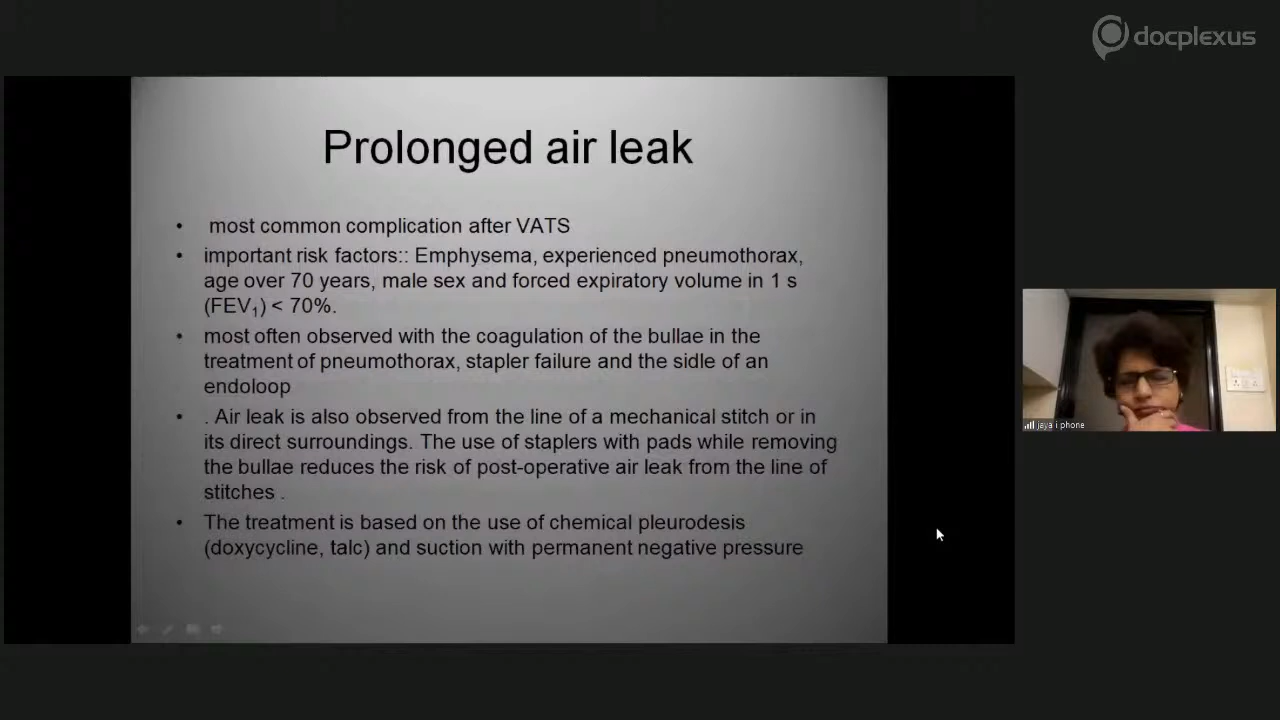 docplexus
Prolonged air leak
• most common complication after VATS
• important risk factors:: Emphysema, experienced pneumothorax,
age over 70 years, male sex and forced expiratory volume in 1 s
(FEV₁) < 70%.
• most often observed with the coagulation of the bullae in the
treatment of pneumothorax, stapler failure and the sidle of an
endoloop
• . Air leak is also observed from the line of a mechanical stitch or in
its direct surroundings. The use of staplers with pads while removing
the bullae reduces the risk of post-operative air leak from the line of
stitches .
• The treatment is based on the use of chemical pleurodesis
(doxycycline, talc) and suction with permanent negative pressure
jaya i phone